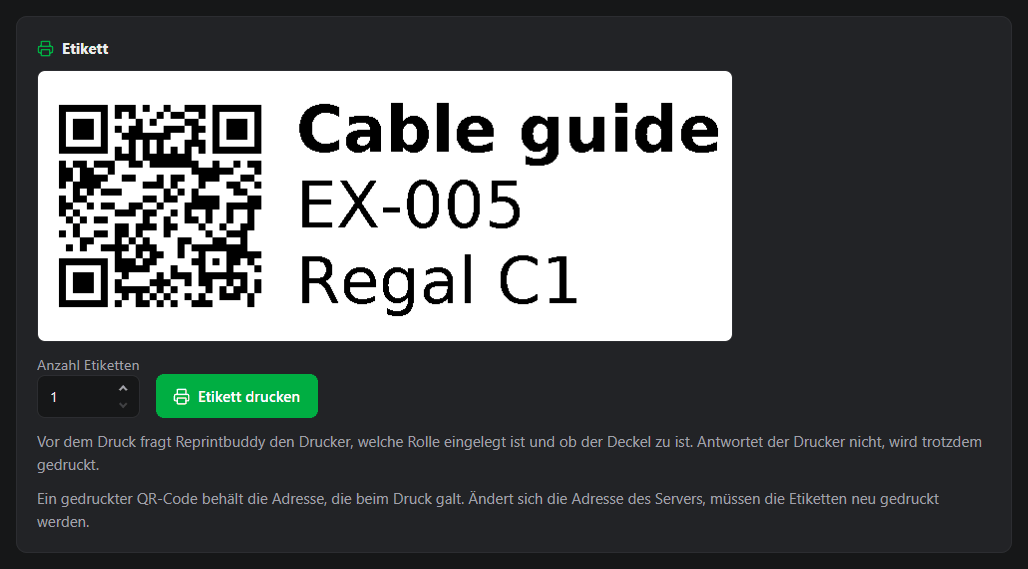 Etikett
Cable guide
EX-005
Regal C1
Anzahl Etiketten
1
Etikett drucken
Vor dem Druck fragt Reprintbuddy den Drucker, welche Rolle eingelegt ist und ob der Deckel zu ist. Antwortet der Drucker nicht, wird trotzdem
gedruckt.
Ein gedruckter QR-Code behält die Adresse, die beim Druck galt. Ändert sich die Adresse des Servers, müssen die Etiketten neu gedruckt
werden.